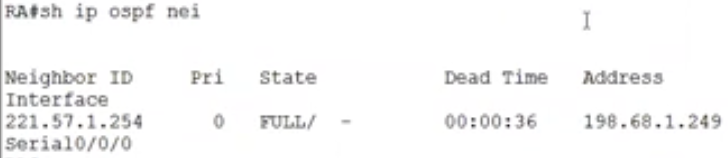 RA#sh ip ospf nei
Neighbor ID Pri State Dead Time Address
Interface
221.57.1.254 0 FULL/ - 00:00:36 198.68.1.249
Serial0/0/0